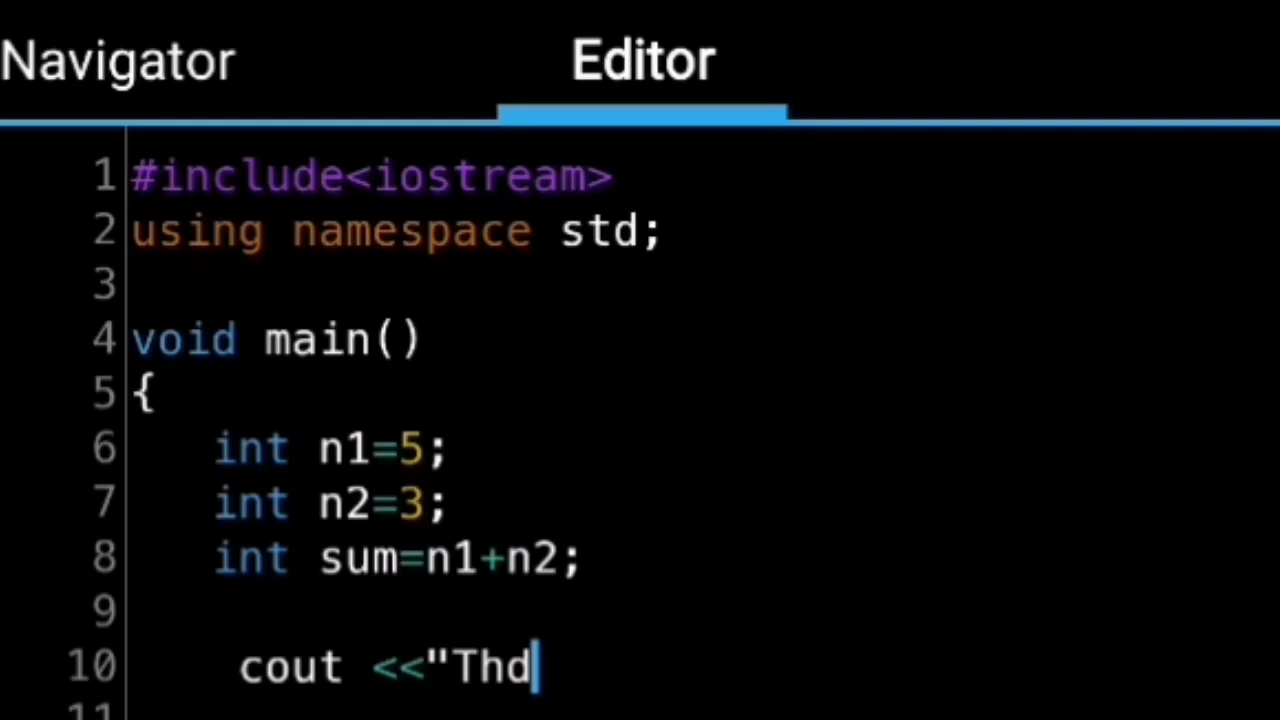 Navigator Editor
1 #include<iostream>
2 using namespace std;
3
4 void main()
5 {
6 int n1=5;
7 int n2=3;
8 int sum=n1+n2;
9
10 cout <<"Thd
11